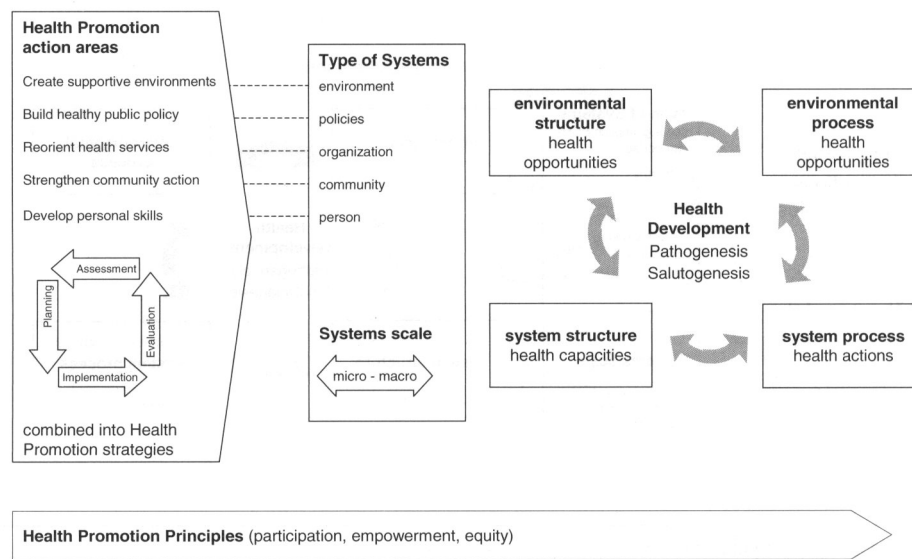 Health Promotion
action areas
Create supportive environments
Build healthy public policy
Reorient health services
Strengthen community action
Develop personal skills
Assessment
Planning
Evaluation
Implementation
combined into Health
Promotion strategies
Type of Systems
environment
policies
organization
community
person
Systems scale
micro - macro
environmental
structure
health
opportunities
environmental
process
health
opportunities
Health
Development
Pathogenesis
Salutogenesis
system structure
health capacities
system process
health actions
Health Promotion Principles (participation, empowerment, equity)